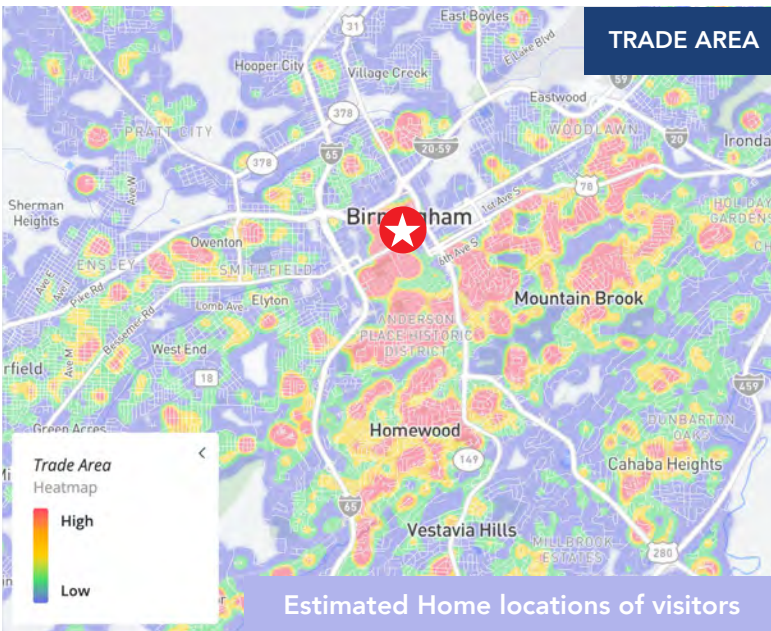 East Boyles
TRADE AREA
31
E Lake Blvd
Hooper City
Village Creek
59
378
Eastwood
PRATT CITY
WOODLAWN
20-59
20
65
Ironda
378
78
Ave W
Sherman
Heights
1st Ave S
HOLIDAY
GARDENS
CH
Birmingham
Owenton
6th Ave S
ENSLEY
SMITHFIELD
Ave E
Pike Rd
Mountain Brook
Lomb Ave
Elyton
Bessemer Rd
ANDERSON
PLACE HISTORIC
DISTRICT
Ave M
West End
rfield
18
459
Green Acres
Homewood
DUNBARTON
OAKS
149
Cahaba Heights
Trade Area
Heatmap
High
Low
65
Vestavia Hills
MILLBROOK
ESTATES
280
Estimated Home locations of visitors